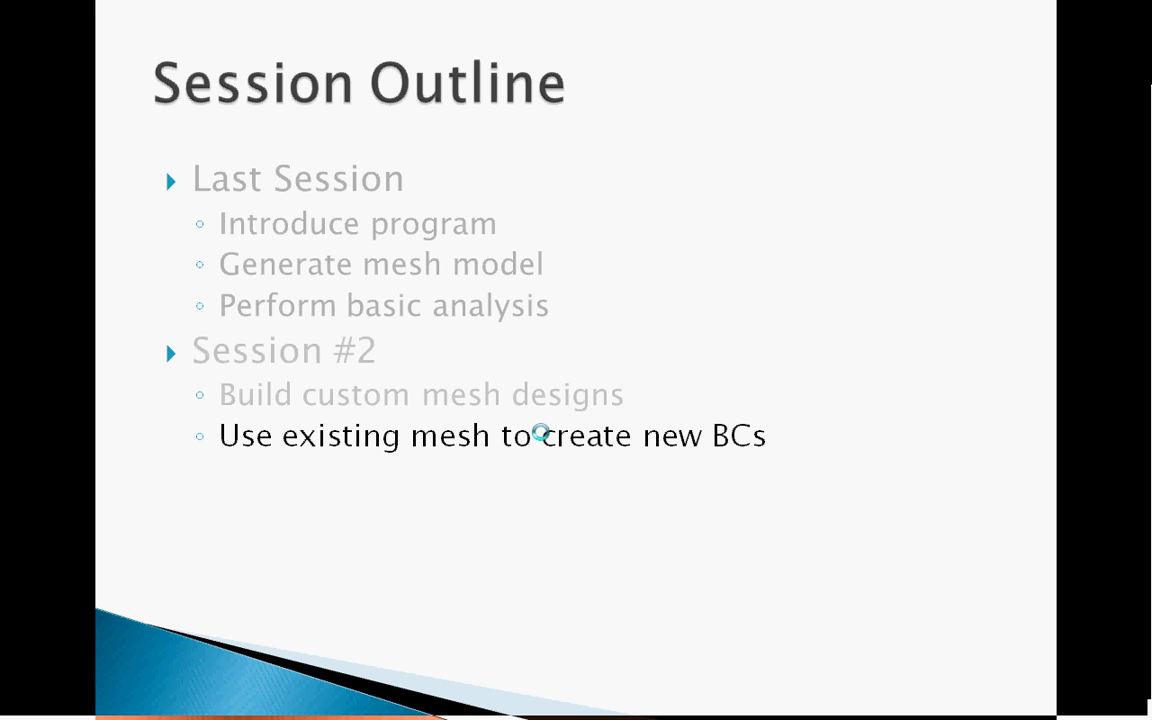 Session Outline
Last Session
Introduce program
Generate mesh model
Perform basic analysis
Session #2
Build custom mesh designs
Use existing mesh to create new BCs